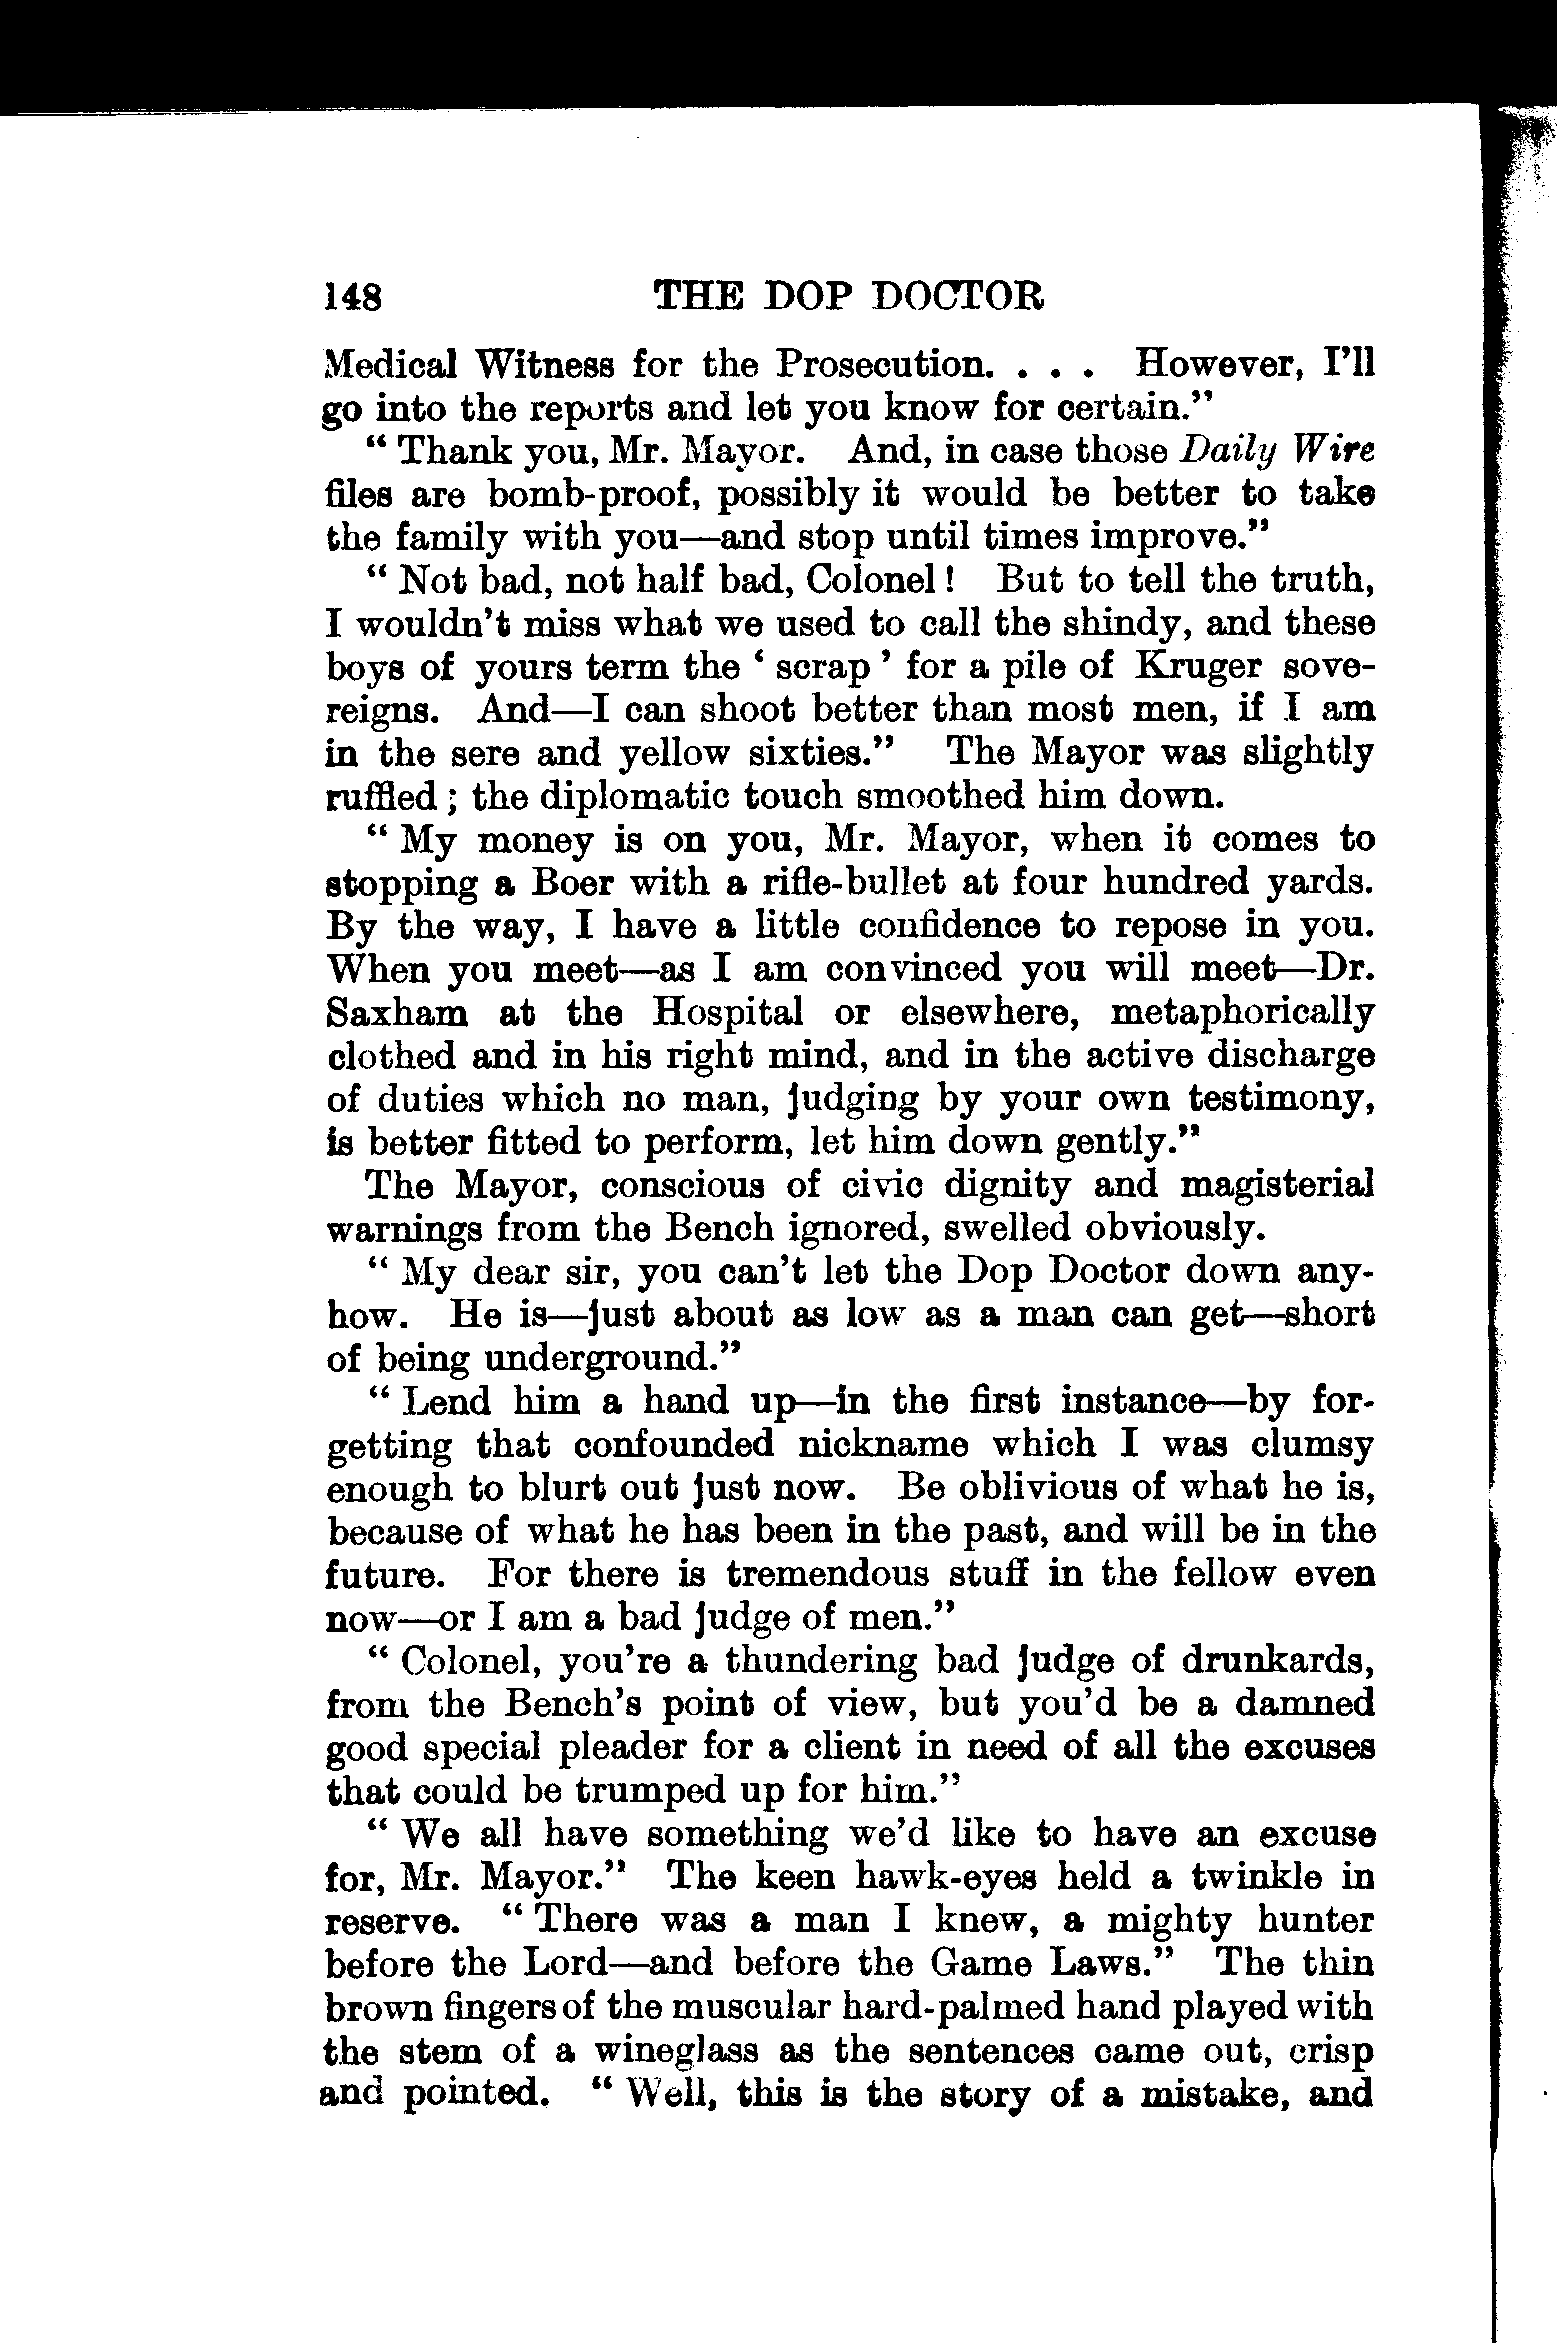 148 THE DOP DOCTOR
Medical Witness for the Prosecution. . . . However, I'll
go into the reports and let you know for certain."
" Thank you, Mr. Mayor. And, in case those Daily Wire
files are bomb-proof, possibly it would be better to take
the family with you—and stop until times improve."
" Not bad, not half bad, Colonel ! But to tell the truth,
I wouldn't miss what we used to call the shindy, and these
boys of yours term the ' scrap ' for a pile of Kruger sove-
reigns. And—I can shoot better than most men, if I am
in the sere and yellow sixties." The Mayor was slightly
ruffled ; the diplomatic touch smoothed him down.
" My money is on you, Mr. Mayor, when it comes to
stopping a Boer with a rifle-bullet at four hundred yards.
By the way, I have a little confidence to repose in you.
When you meet—as I am convinced you will meet—Dr.
Saxham at the Hospital or elsewhere, metaphorically
clothed and in his right mind, and in the active discharge
of duties which no man, judging by your own testimony,
is better fitted to perform, let him down gently."
The Mayor, conscious of civic dignity and magisterial
warnings from the Bench ignored, swelled obviously.
" My dear sir, you can't let the Dop Doctor down any-
how. He is—just about as low as a man can get—short
of being underground."
" Lend him a hand up—in the first instance—by for-
getting that confounded nickname which I was clumsy
enough to blurt out just now. Be oblivious of what he is,
because of what he has been in the past, and will be in the
future. For there is tremendous stuff in the fellow even
now—or I am a bad judge of men."
" Colonel, you're a thundering bad judge of drunkards,
from the Bench's point of view, but you'd be a damned
good special pleader for a client in need of all the excuses
that could be trumped up for him."
" We all have something we'd like to have an excuse
for, Mr. Mayor." The keen hawk-eyes held a twinkle in
reserve. " There was a man I knew, a mighty hunter
before the Lord—and before the Game Laws." The thin
brown fingers of the muscular hard-palmed hand played with
the stem of a wineglass as the sentences came out, crisp
and pointed. " Well, this is the story of a mistake, and